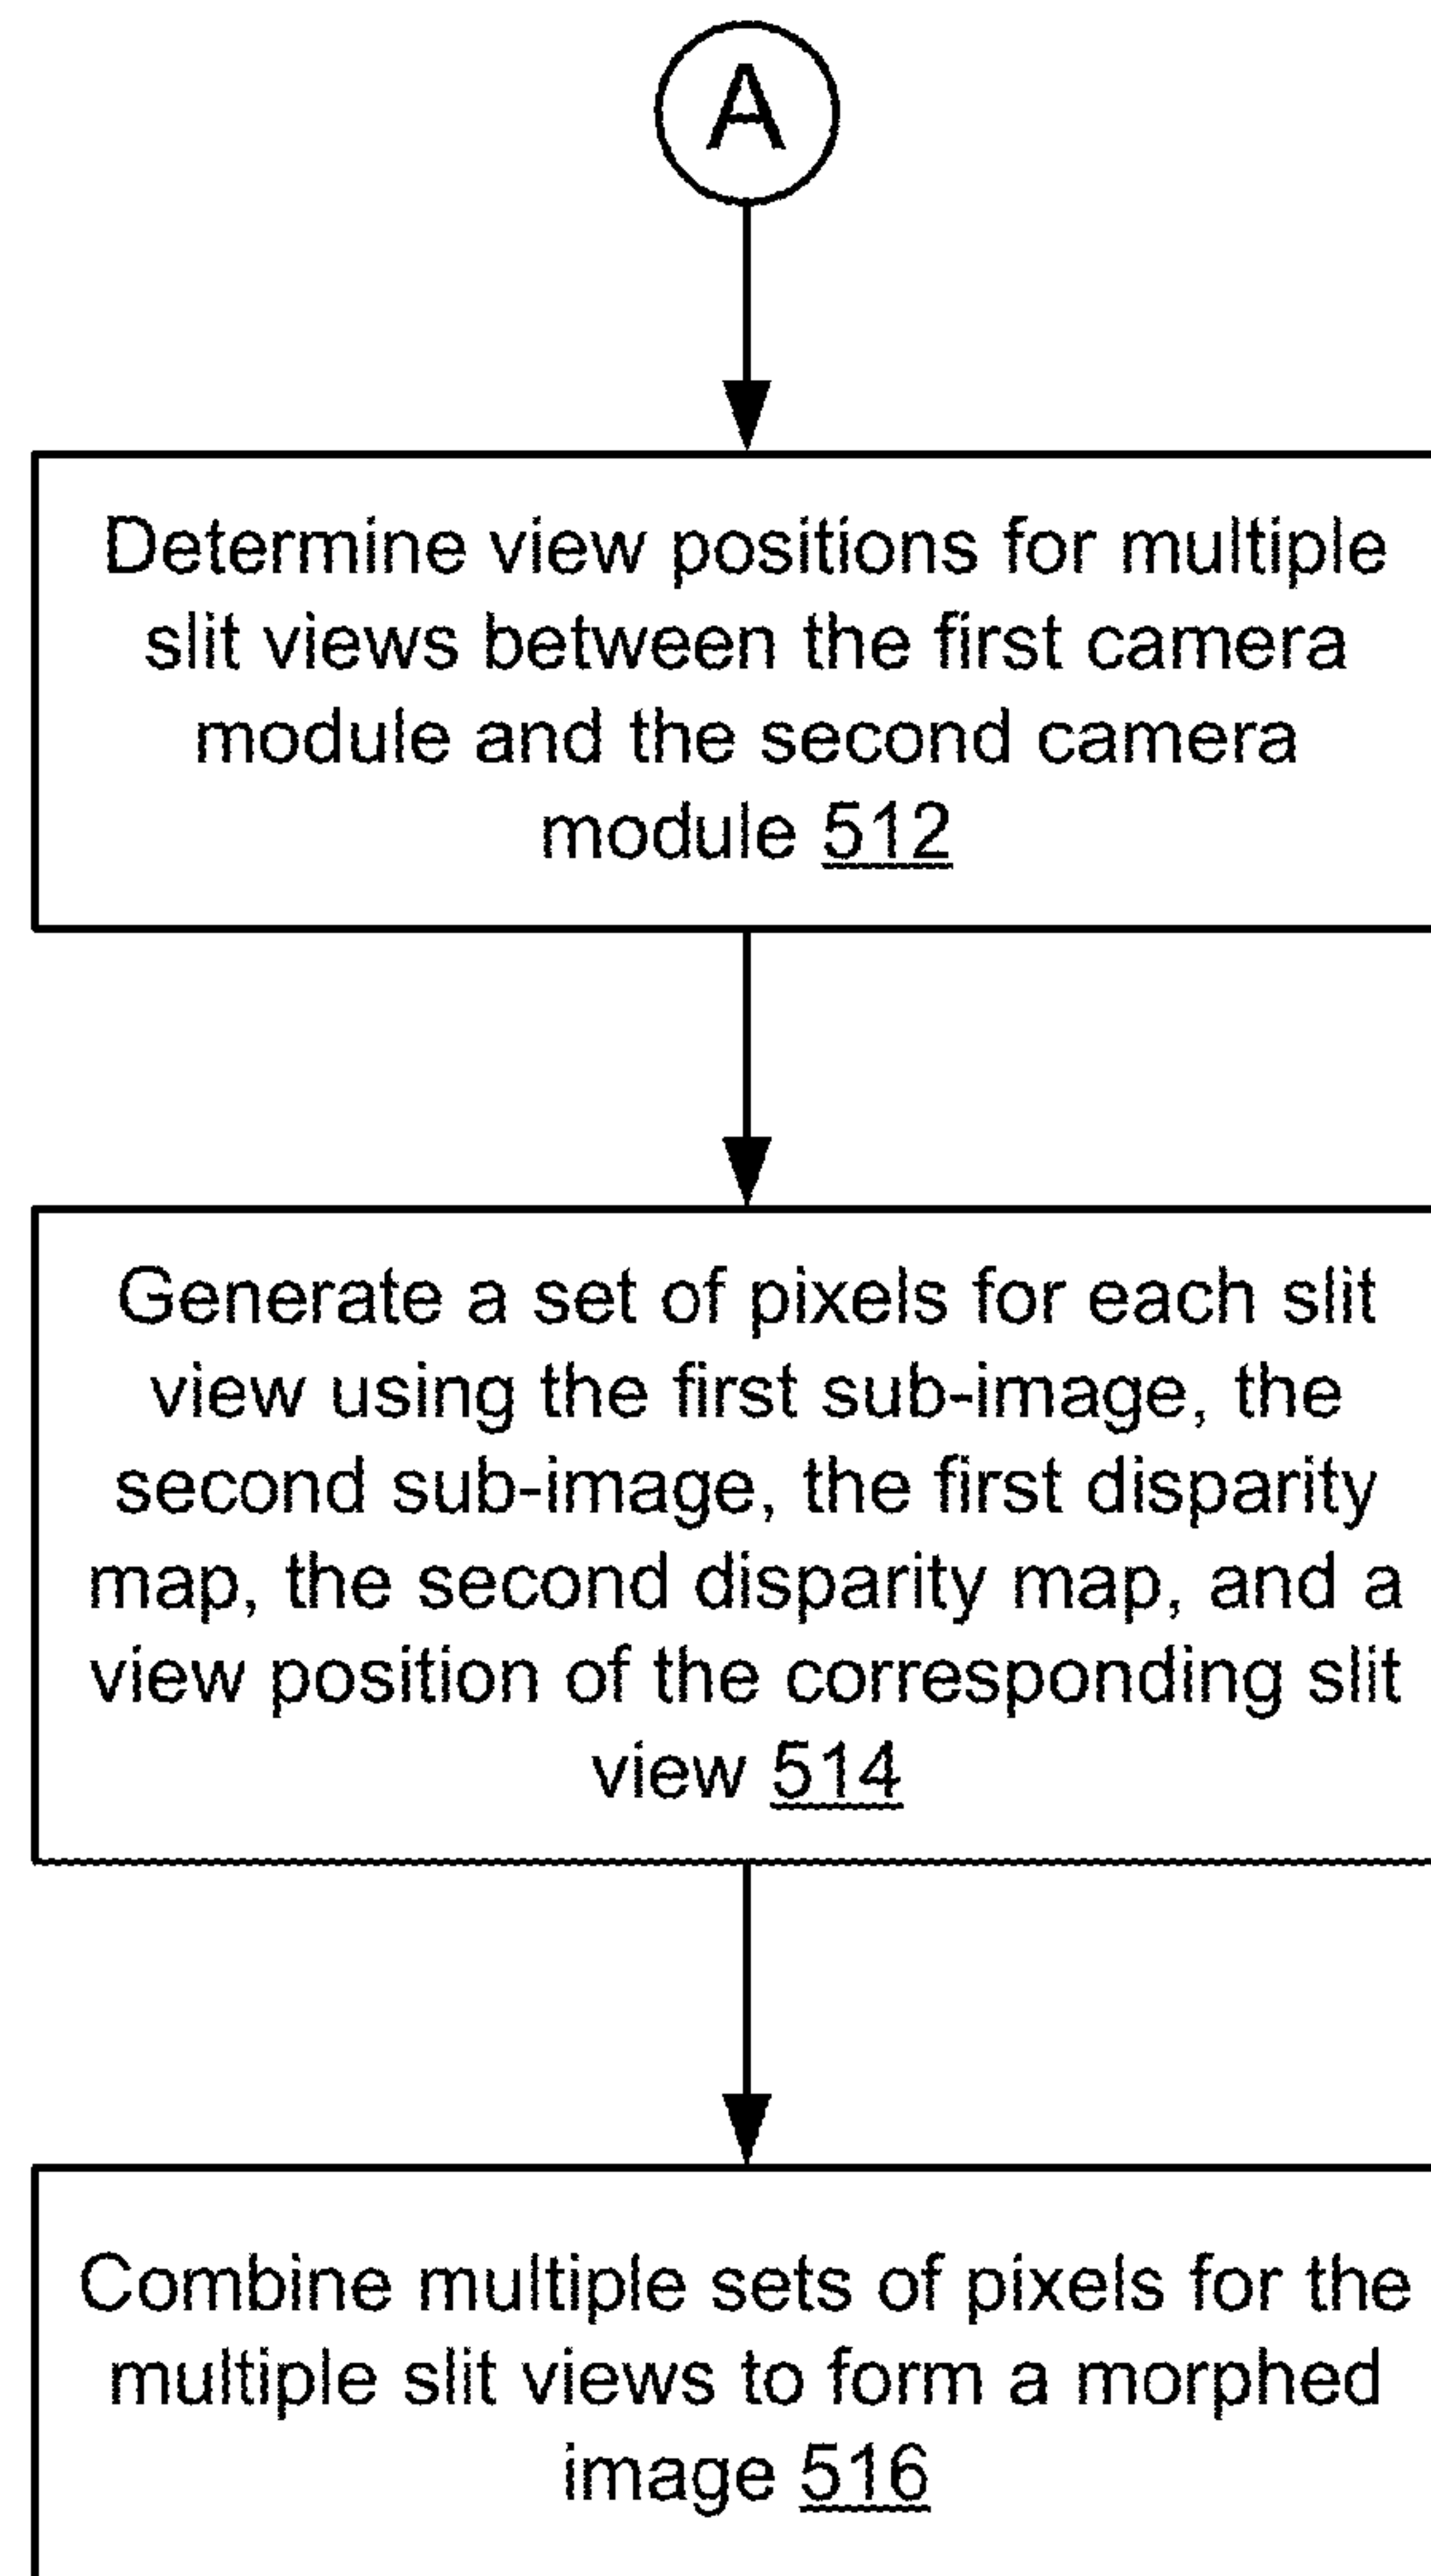 A
Determine view positions for multiple
slit views between the first camera
module and the second camera
module 512
Generate a set of pixels for each slit
view using the first sub-image, the
second sub-image, the first disparity
map, the second disparity map, and a
view position of the corresponding slit
view 514
Combine multiple sets of pixels for the
multiple slit views to form a morphed
image 516